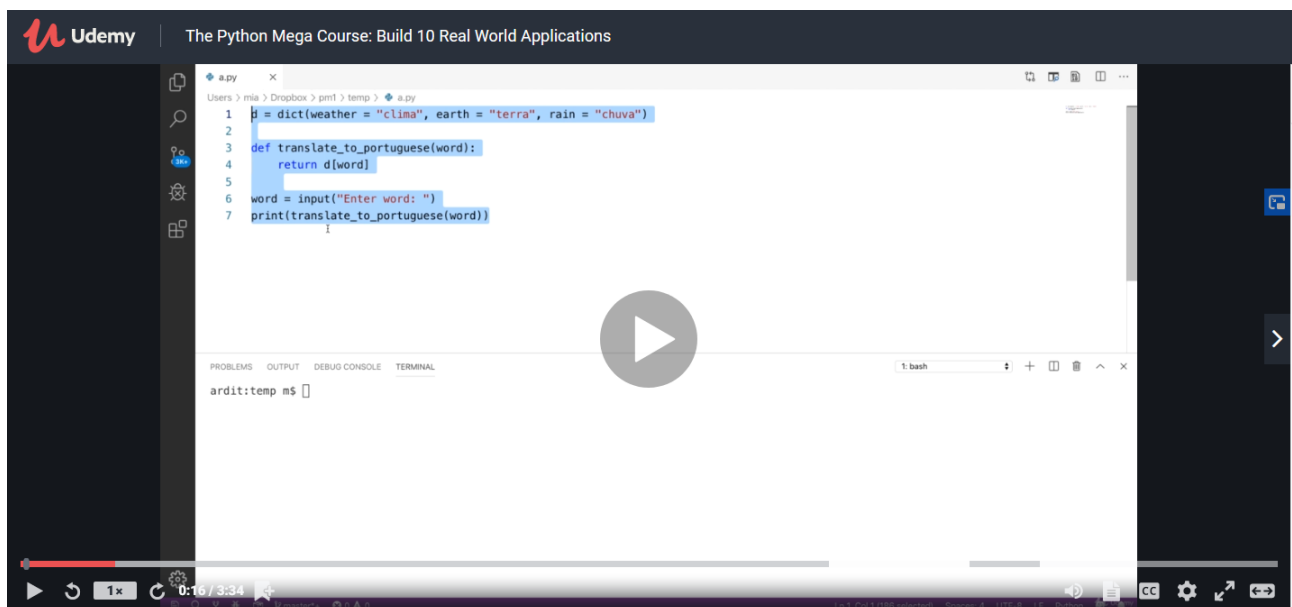 Udemy
The Python Mega Course: Build 10 Real World Applications
a.py
Users > mia > Dropbox > pm1 > temp > a.py
1 d = dict(weather = "clima", earth = "terra", rain = "chuva")
2
3 def translate_to_portuguese(word):
4 return d[word]
5
6 word = input("Enter word: ")
7 print(translate_to_portuguese(word))
3K+
PROBLEMS OUTPUT DEBUG CONSOLE TERMINAL
1: bash
ardit:temp m$
1x
0:16 / 3:34
CC